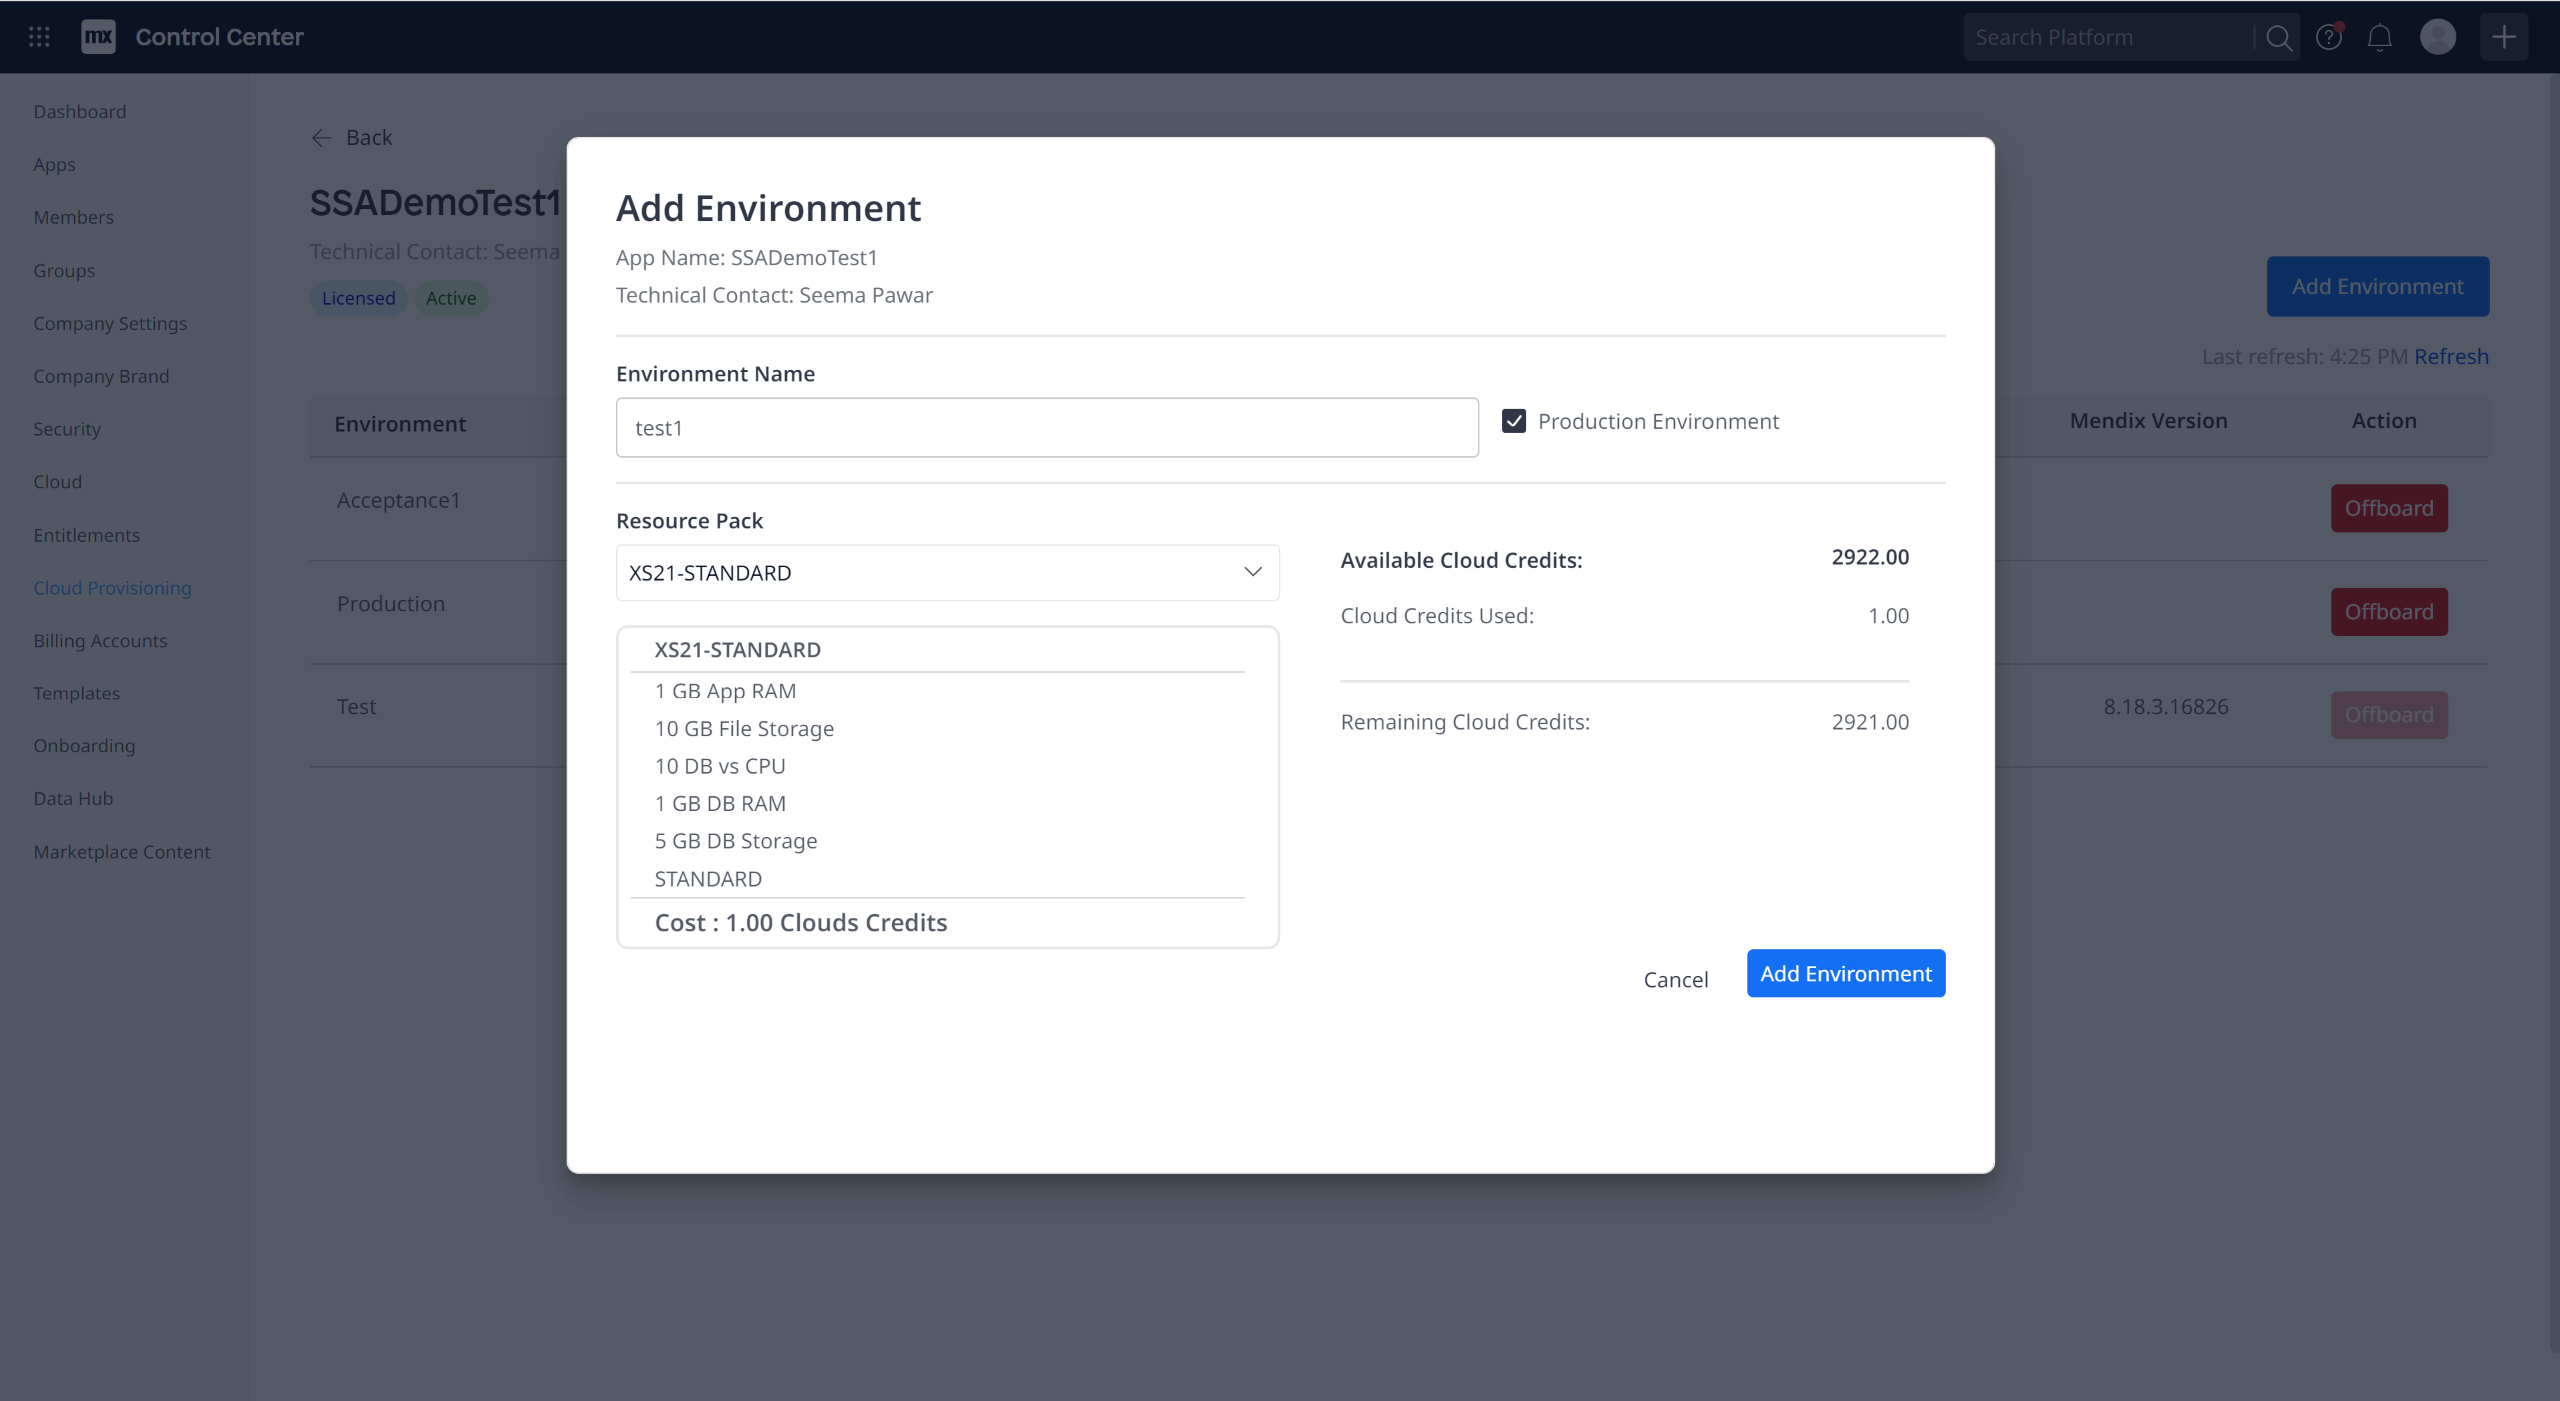 mx Control Center
Search Platform
Dashboard
Apps
Members
Groups
Company Settings
Company Brand
Security
Cloud
Entitlements
Cloud Provisioning
Billing Accounts
Templates
Onboarding
Data Hub
Marketplace Content
Back
SSADemoTest1
Technical Contact: Seema
Licensed Active
Add Environment
Last refresh: 4:25 PM Refresh
Environment Mendix Version Action
Acceptance1 Offboard
Production Offboard
Test 8.18.3.16826 Offboard
Add Environment
App Name: SSADemoTest1
Technical Contact: Seema Pawar
Environment Name
test1
Production Environment
Resource Pack
XS21-STANDARD
XS21-STANDARD
1 GB App RAM
10 GB File Storage
10 DB vs CPU
1 GB DB RAM
5 GB DB Storage
STANDARD
Cost : 1.00 Clouds Credits
Available Cloud Credits: 2922.00
Cloud Credits Used: 1.00
Remaining Cloud Credits: 2921.00
Cancel Add Environment